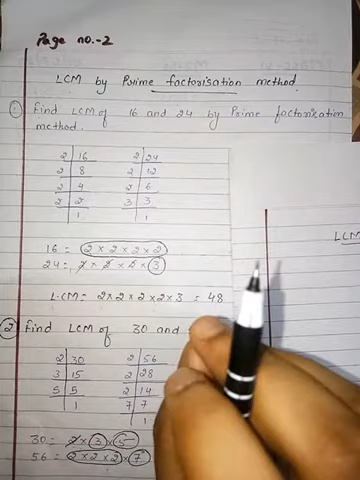 Page no.-2
LCM by Prime factorisation method.
① Find LCM of 16 and 24 by Prime factorization
method.
2 | 16   2 | 24
2 | 8   2 | 12
2 | 4   2 | 6
2 | 2   3 | 3
1   1
16 = 2 × 2 × 2 × 2
24 = 2 × 2 × 2 × 3
L.CM = 2×2×2×2×3 = 48
② Find LCM of 30 and
2 | 30   2 | 56
3 | 15   2 | 28
5 | 5   2 | 14
1   7 | 7
1
30 = 2 × 3 × 5
56 = 2 × 2 × 2 × 7
LCM